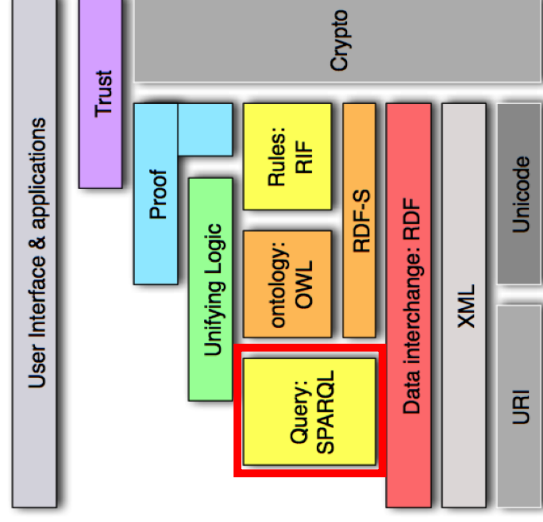 User Interface & applications
Trust
Proof
Unifying Logic
Query:
SPARQL
ontology:
OWL
Rules:
RIF
RDF-S
Crypto
Data interchange: RDF
XML
URI
Unicode